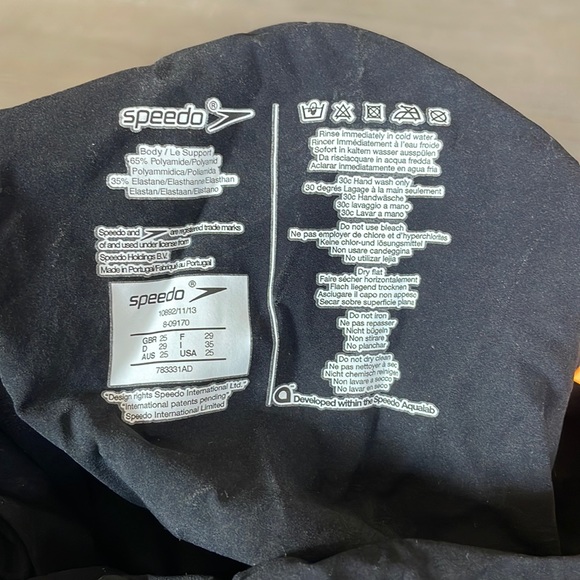 speedo®
Body / Le Support
65% Polyamide/Polyamid
Polyammidica/Poliamida
35% Elastane/Elasthanne/Elasthan
Elastan/Elastaan/Elastano
Speedo and are registered trade marks
of and used under license from
Speedo Holdings B.V.
Made in Portugal/Fabriqué au Portugal
speedo
10692/11/13
8-09170
GBR 25 F 29
D 29 I 35
AUS 25 USA 25
783331AD
"Design rights Speedo International Ltd."
"International patents pending"
Speedo International Limited
Rinse immediately in cold water
Rincer Immédiatement à l'eau froide
Sofort in kaltem wasser ausspülen
Da risciacquare in acqua fredda
Aclarar inmediatamente en agua fria
30c Hand wash only
30 degrés Lagage à la main seulement
30c Handwäsche
30c lavaggio a mano
30c Lavar a mano
Do not use bleach
Ne pas employer de chlore et d'hyperchlorites
Keine chlor-und lösungsmittel
Non usare candeggina
No utilizar lejía
Dry flat
Faire sécher horizontalement
Flach liegend trocknen
Asciugare il capo non appesc
Secar sobre superficie plana
Do not iron
Ne pas repasser
Nicht bügeln
Non stirare
No planchar
Do not dry clean
Ne pas nettoyer à séc
Nicht chemisch reinigen
Non lavare a secco
No lavar en seco
Developed within the Speedo® Aqualab